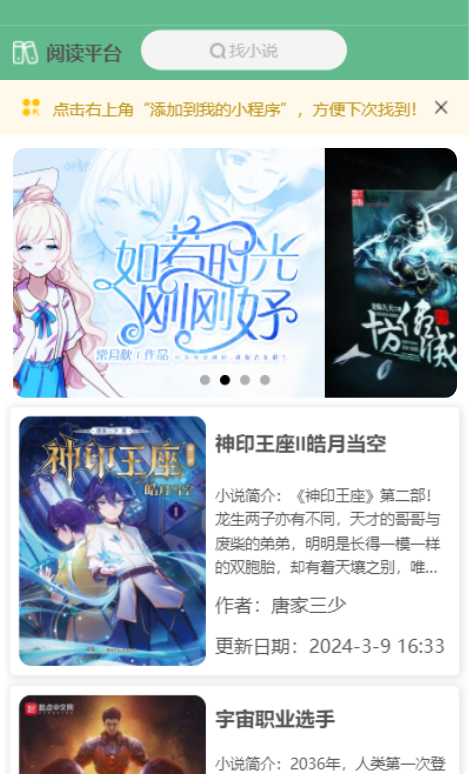 阅读平台
找小说
点击右上角“添加到我的小程序”，方便下次找到！
如若时光
刚刚好
柒月秋 作品
十方
神印王座
皓月当空
1
神印王座II皓月当空
小说简介：《神印王座》第二部！
龙生两子亦有不同，天才的哥哥与
废柴的弟弟，明明是长得一模一样
的双胞胎，却有着天壤之别，唯...
作者：唐家三少
更新日期：2024-3-9 16:33
起点中文网
宇宙职业选手
小说简介：2036年，人类第一次登